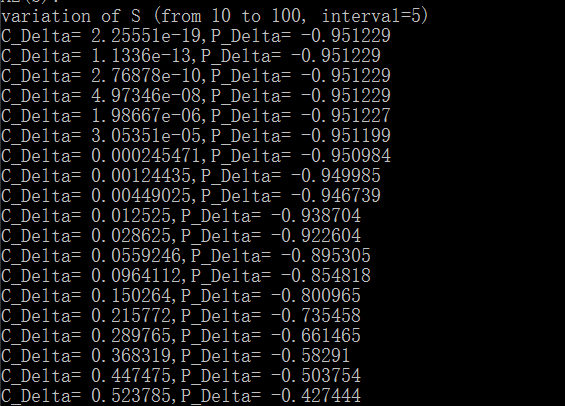 variation of S (from 10 to 100, interval=5)
C_Delta= 2.25551e-19,P_Delta= -0.951229
C_Delta= 1.1336e-13,P_Delta= -0.951229
C_Delta= 2.76878e-10,P_Delta= -0.951229
C_Delta= 4.97346e-08,P_Delta= -0.951229
C_Delta= 1.98667e-06,P_Delta= -0.951227
C_Delta= 3.05351e-05,P_Delta= -0.951199
C_Delta= 0.000245471,P_Delta= -0.950984
C_Delta= 0.00124435,P_Delta= -0.949985
C_Delta= 0.00449025,P_Delta= -0.946739
C_Delta= 0.012525,P_Delta= -0.938704
C_Delta= 0.028625,P_Delta= -0.922604
C_Delta= 0.0559246,P_Delta= -0.895305
C_Delta= 0.0964112,P_Delta= -0.854818
C_Delta= 0.150264,P_Delta= -0.800965
C_Delta= 0.215772,P_Delta= -0.735458
C_Delta= 0.289765,P_Delta= -0.661465
C_Delta= 0.368319,P_Delta= -0.58291
C_Delta= 0.447475,P_Delta= -0.503754
C_Delta= 0.523785,P_Delta= -0.427444